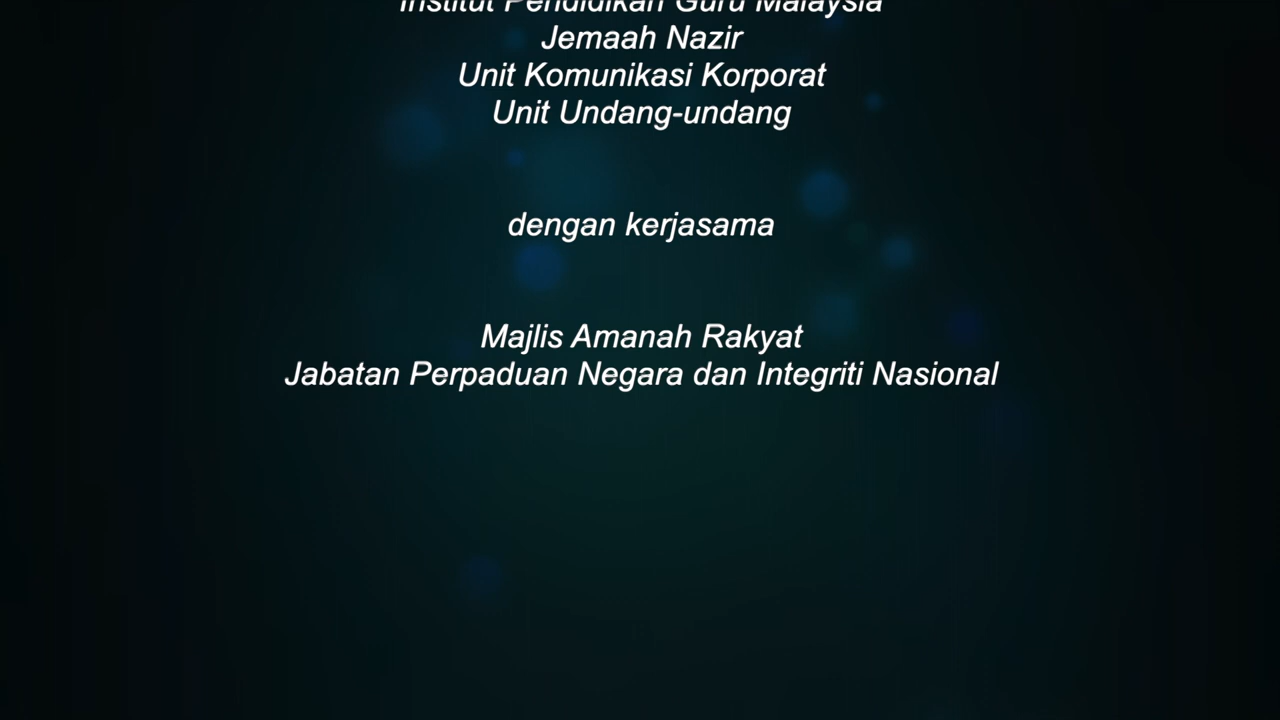 Institut Pendidikan Guru Malaysia
Jemaah Nazir
Unit Komunikasi Korporat
Unit Undang-undang
dengan kerjasama
Majlis Amanah Rakyat
Jabatan Perpaduan Negara dan Integriti Nasional